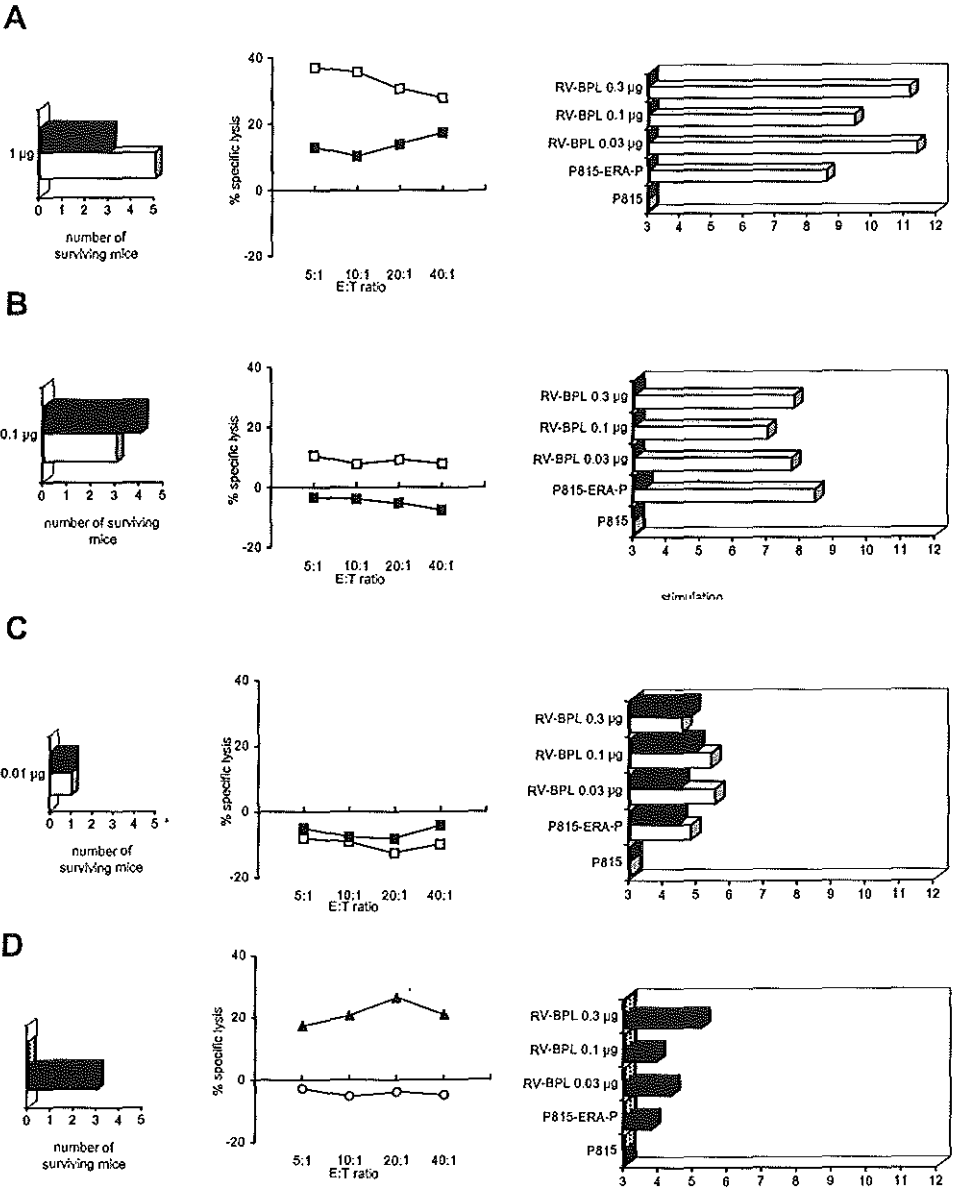 A
1 µg
0 1 2 3 4 5
number of
surviving mice
% specific lysis
40
20
0
-20
5:1 10:1 20:1 40:1
E:T ratio
RV-BPL 0.3 µg
RV-BPL 0.1 µg
RV-BPL 0.03 µg
P815-ERA-P
P815
3 4 5 6 7 8 9 10 11 12
B
0.1 µg
0 1 2 3 4 5
number of surviving
mice
% specific lysis
40
20
0
-20
5:1 10:1 20:1 40:1
E:T ratio
RV-BPL 0.3 µg
RV-BPL 0.1 µg
RV-BPL 0.03 µg
P815-ERA-P
P815
3 4 5 6 7 8 9 10 11 12
stimulation
C
0.01 µg
0 1 2 3 4 5
number of
surviving mice
% specific lysis
40
20
0
-20
5:1 10:1 20:1 40:1
E:T ratio
RV-BPL 0.3 µg
RV-BPL 0.1 µg
RV-BPL 0.03 µg
P815-ERA-P
P815
3 4 5 6 7 8 9 10 11 12
D
0 1 2 3 4 5
number of
surviving mice
% specific lysis
40
20
0
-20
5:1 10:1 20:1 40:1
E:T ratio
RV-BPL 0.3 µg
RV-BPL 0.1 µg
RV-BPL 0.03 µg
P815-ERA-P
P815
3 4 5 6 7 8 9 10 11 12